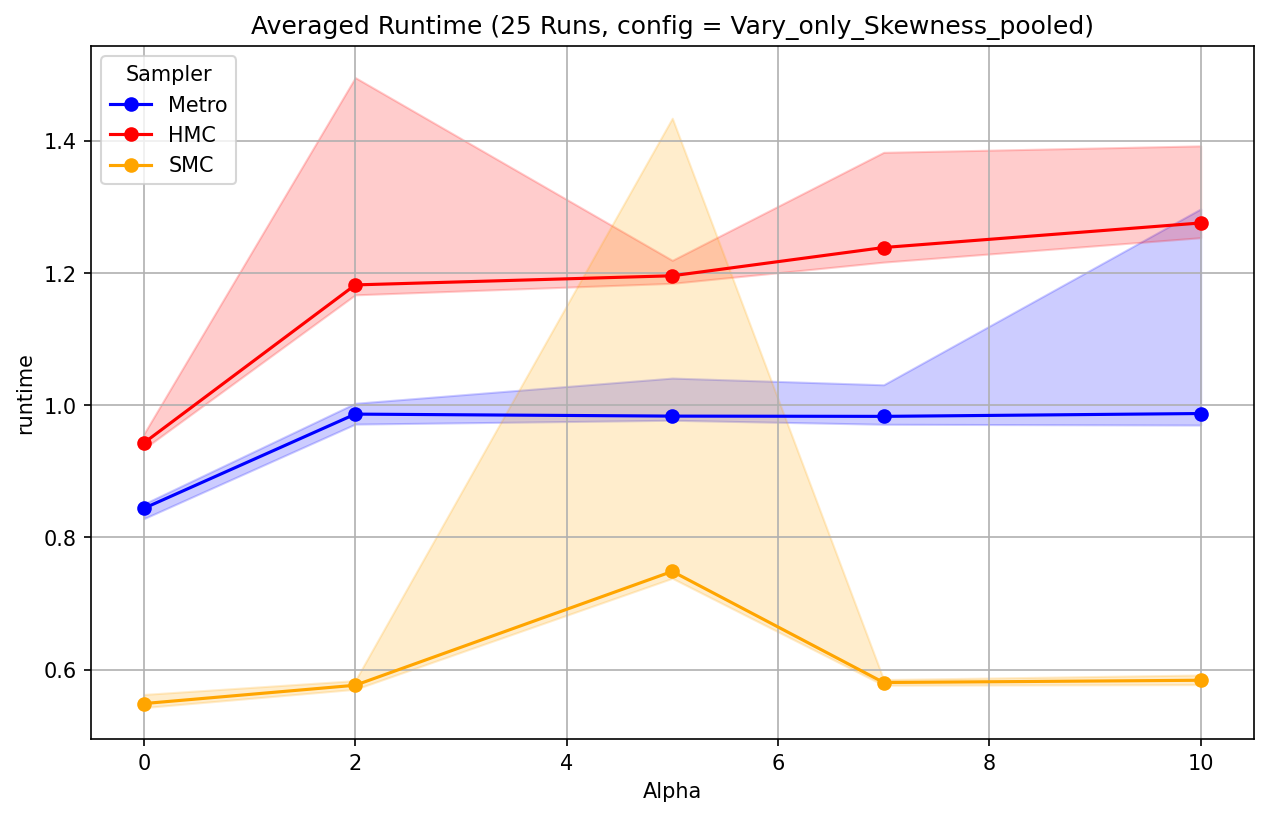 Averaged Runtime (25 Runs, config = Vary_only_Skewness_pooled)
Sampler
Metro
HMC
SMC
runtime
1.4
1.2
1.0
0.8
0.6
0 2 4 6 8 10
Alpha